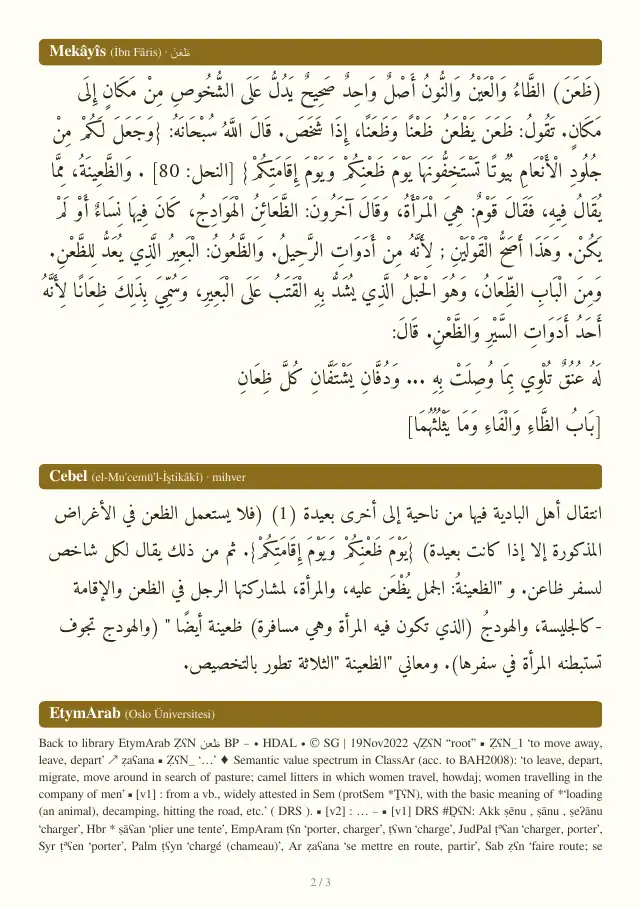 Mekâyîs (İbn Fâris) · ظَعَنَ
(ظَعَنَ) الظَّاءُ وَالْعَيْنُ وَالنُّونُ أَصْلٌ وَاحِدٌ صَحِيحٌ يَدُلُّ عَلَى الشُّخُوصِ مِنْ مَكَانٍ إِلَى
مَكَانٍ. تَقُولُ: ظَعَنَ يَظْعَنُ ظَعْنًا وَظَعَنًا، إِذَا شَخَصَ. قَالَ اللَّهُ سُبْحَانَهُ: {وَجَعَلَ لَكُمْ مِنْ
جُلُودِ الْأَنْعَامِ بُيُوتًا تَسْتَخِفُّونَهَا يَوْمَ ظَعْنِكُمْ وَيَوْمَ إِقَامَتِكُمْ} [النحل: 80] . وَالظَّعِينَةُ، مِمَّا
يُقَالُ فِيهِ، فَقَالَ قَوْمٌ: هِيَ الْمَرْأَةُ، وَقَالَ آخَرُونَ: الظَّعَائِنُ الْهَوَادِجُ، كَانَ فِيهَا نِسَاءٌ أَوْ لَمْ
يَكُنْ. وَهَذَا أَصَحُّ الْقَوْلَيْنِ ; لِأَنَّهُ مِنْ أَدَوَاتِ الرَّحِيلُ. وَالظَّعُونُ: الْبَعِيرُ الَّذِي يُعَدُّ لِلظَّعْنِ.
وَمِنَ الْبَابِ الظِّعَانُ، وَهُوَ الْحَبْلُ الَّذِي يُشَدُّ بِهِ الْقَتَبُ عَلَى الْبَعِيرِ، وَسُمِّيَ بِذَلِكَ ظِعَانًا لِأَنَّهُ
أَحَدُ أَدَوَاتِ السَّيْرِ وَالظَّعْنِ. قَالَ:
لَهُ عُنُقٌ تُلْوِي بِمَا وُصِلَتْ بِهِ ... وَدُفَّانِ يَشْتَفَّانِ كُلَّ ظِعَانِ
[بَابُ الظَّاءِ وَالْفَاءِ وَمَا يَثْلُثُهُمَا]
Cebel (el-Mu'cemü'l-İştikâkî) · mihver
انتقال أهل البادية فيها من ناحية إلى أخرى بعيدة (1) (فلا يستعمل الظعن في الأغراض
المذكورة إلا إذا كانت بعيدة) {يَوْمَ ظَعْنِكُمْ وَيَوْمَ إِقَامَتِكُمْ}. ثم من ذلك يقال لكل شاخص
لسفر ظاعن. و "الظعينةُ: الجمل يُظْعَن عليه، والمرأة، لمشاركتها الرجل في الظعن والإقامة
-كالجليسة، والهودجُ (الذي تكون فيه المرأة وهي مسافرة) ظعينة أيضًا " (والهودج تجوف
تستبطنه المرأة في سفرها). ومعاني "الظعينة "الثلاثة تطور بالتخصيص.
EtymArab (Oslo Üniversitesi)
Back to library EtymArab ẒʕN ظعن BP – • HDAL • © SG | 19Nov2022 √ẒʕN “root” ▪ ẒʕN_1 ‘to move away,
leave, depart’ ↗ ẓaʕana ▪ ẒʕN_ ‘…’ ♦ Semantic value spectrum in ClassAr (acc. to BAH2008): ‘to leave, depart,
migrate, move around in search of pasture; camel litters in which women travel, howdaj; women travelling in the
company of men’ ▪ [v1] : from a vb., widely attested in Sem (protSem *Ṱ̣ʕN), with the basic meaning of *‘loading
(an animal), decamping, hitting the road, etc.’ ( DRS ). ▪ [v2] : … – ▪ [v1] DRS #Ḏ̣ʕN: Akk ṣēnu , ṣānu , ṣeʔānu
‘charger’, Hbr * ṣāʕan ‘plier une tente’, EmpAram ṭʕn ‘porter, charger’, ṭʕwn ‘charge’, JudPal ṭᵊʕan ‘charger, porter’,
Syr ṭᵊʕen ‘porter’, Palm ṭʕyn ‘chargé (chameau)’, Ar ẓaʕana ‘se mettre en route, partir’, Sab ẓʕn ‘faire route; se
2 / 3